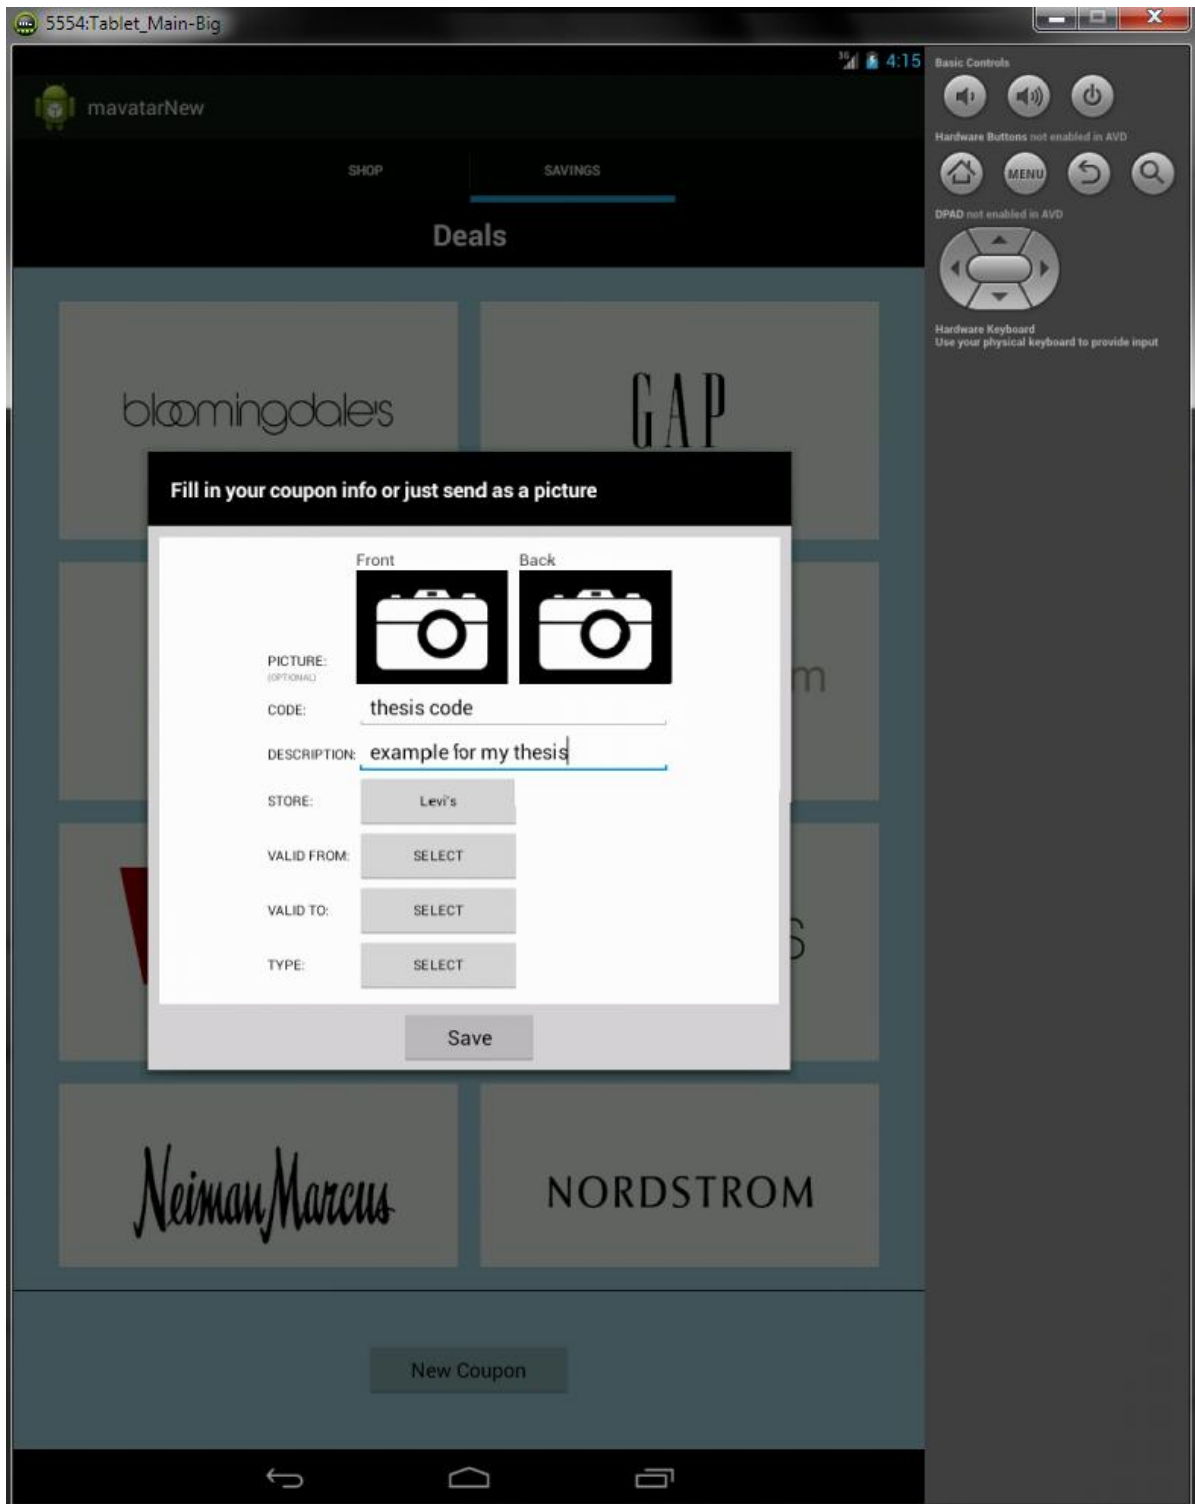 5554:Tablet_Main-Big
3G 4:15
Basic Controls
mavatarNew
Hardware Buttons not enabled in AVD
MENU
SHOP SAVINGS
DPAD not enabled in AVD
Deals
Hardware Keyboard
Use your physical keyboard to provide input
bloomingdale's
GAP
Fill in your coupon info or just send as a picture
Front Back
PICTURE:
(OPTIONAL)
m
CODE: thesis code
DESCRIPTION: example for my thesis
STORE: Levi's
VALID FROM: SELECT
VALID TO: SELECT
S
TYPE: SELECT
Save
Neiman Marcus
NORDSTROM
New Coupon